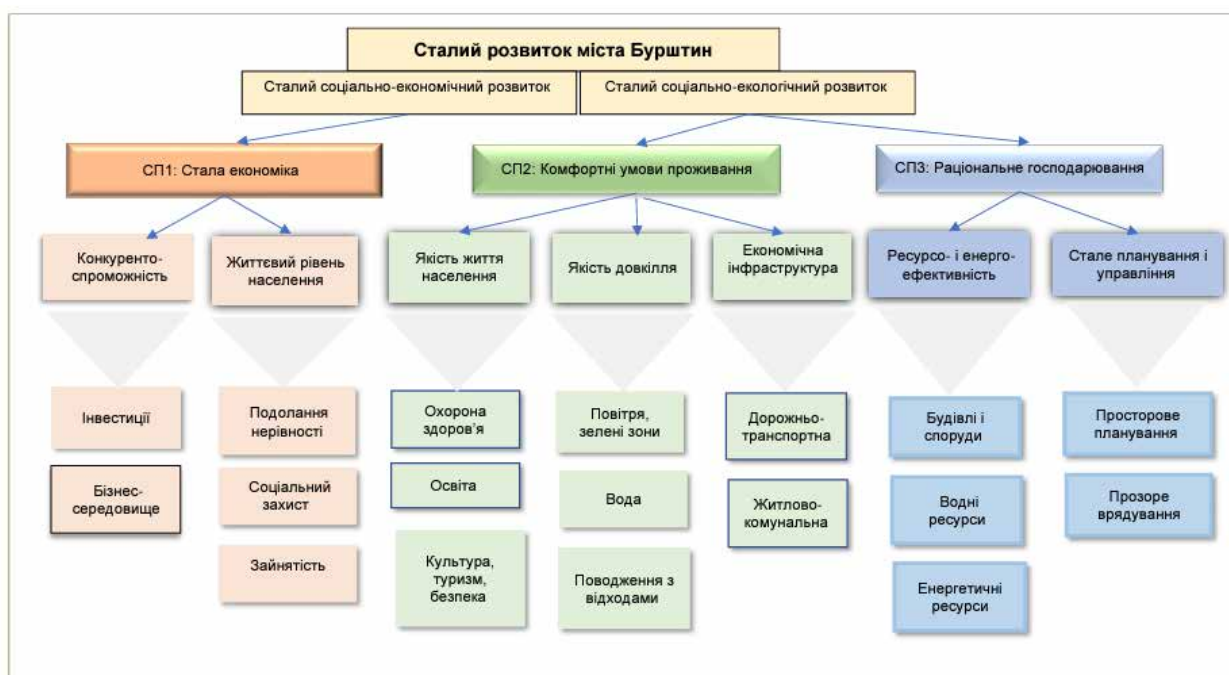 Сталий розвиток міста Бурштин
Сталий соціально-економічний розвиток
Сталий соціально-екологічний розвиток
СП1: Стала економіка
СП2: Комфортні умови проживання
СП3: Раціональне господарювання
Конкуренто-
спроможність
Життєвий рівень
населення
Якість життя
населення
Якість довкілля
Економічна
інфраструктура
Ресурсо- і енерго-
ефективність
Стале планування і
управління
Інвестиції
Бізнес-
середовище
Подолання
нерівності
Соціальний
захист
Зайнятість
Охорона
здоров'я
Освіта
Культура,
туризм,
безпека
Повітря,
зелені зони
Вода
Поводження з
відходами
Дорожньо-
транспортна
Житлово-
комунальна
Будівлі і
споруди
Водні
ресурси
Енергетичні
ресурси
Просторове
планування
Прозоре
врядування